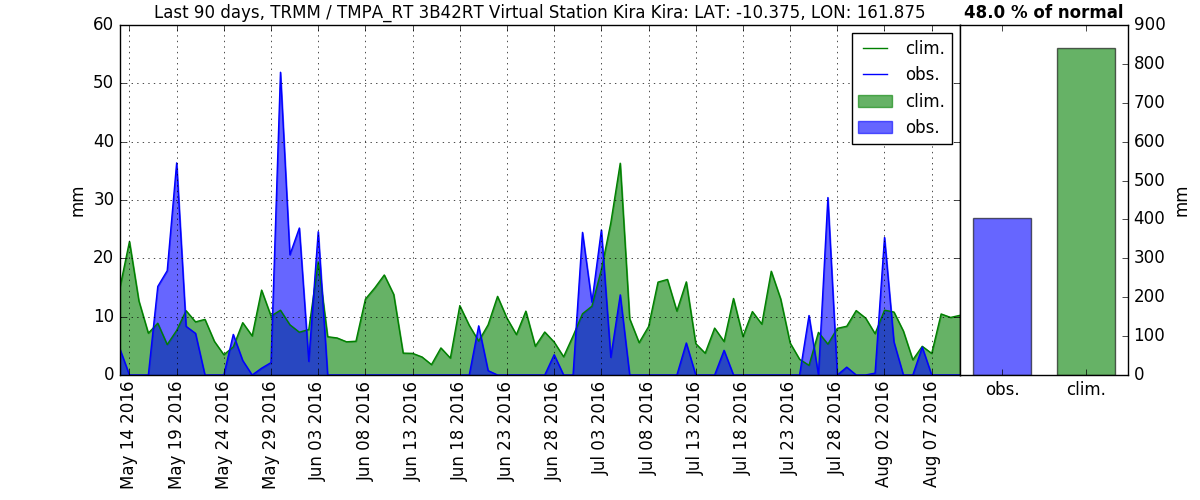 Last 90 days, TRMM / TMPA_RT 3B42RT Virtual Station Kira Kira: LAT: -10.375, LON: 161.875
48.0 % of normal
60
50
40
30
20
10
0
mm
clim.
obs.
clim.
obs.
900
800
700
600
500
400
300
200
100
0
mm
May 14 2016
May 19 2016
May 24 2016
May 29 2016
Jun 03 2016
Jun 08 2016
Jun 13 2016
Jun 18 2016
Jun 23 2016
Jun 28 2016
Jul 03 2016
Jul 08 2016
Jul 13 2016
Jul 18 2016
Jul 23 2016
Jul 28 2016
Aug 02 2016
Aug 07 2016
obs.
clim.